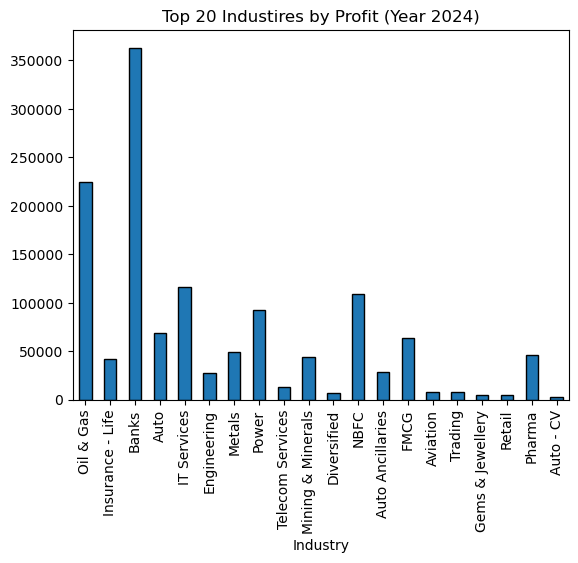 Top 20 Industires by Profit (Year 2024)
350000
300000
250000
200000
150000
100000
50000
0
Oil & Gas
Insurance - Life
Banks
Auto
IT Services
Engineering
Metals
Power
Telecom Services
Mining & Minerals
Diversified
NBFC
Auto Ancillaries
FMCG
Aviation
Trading
Gems & Jewellery
Retail
Pharma
Auto - CV
Industry